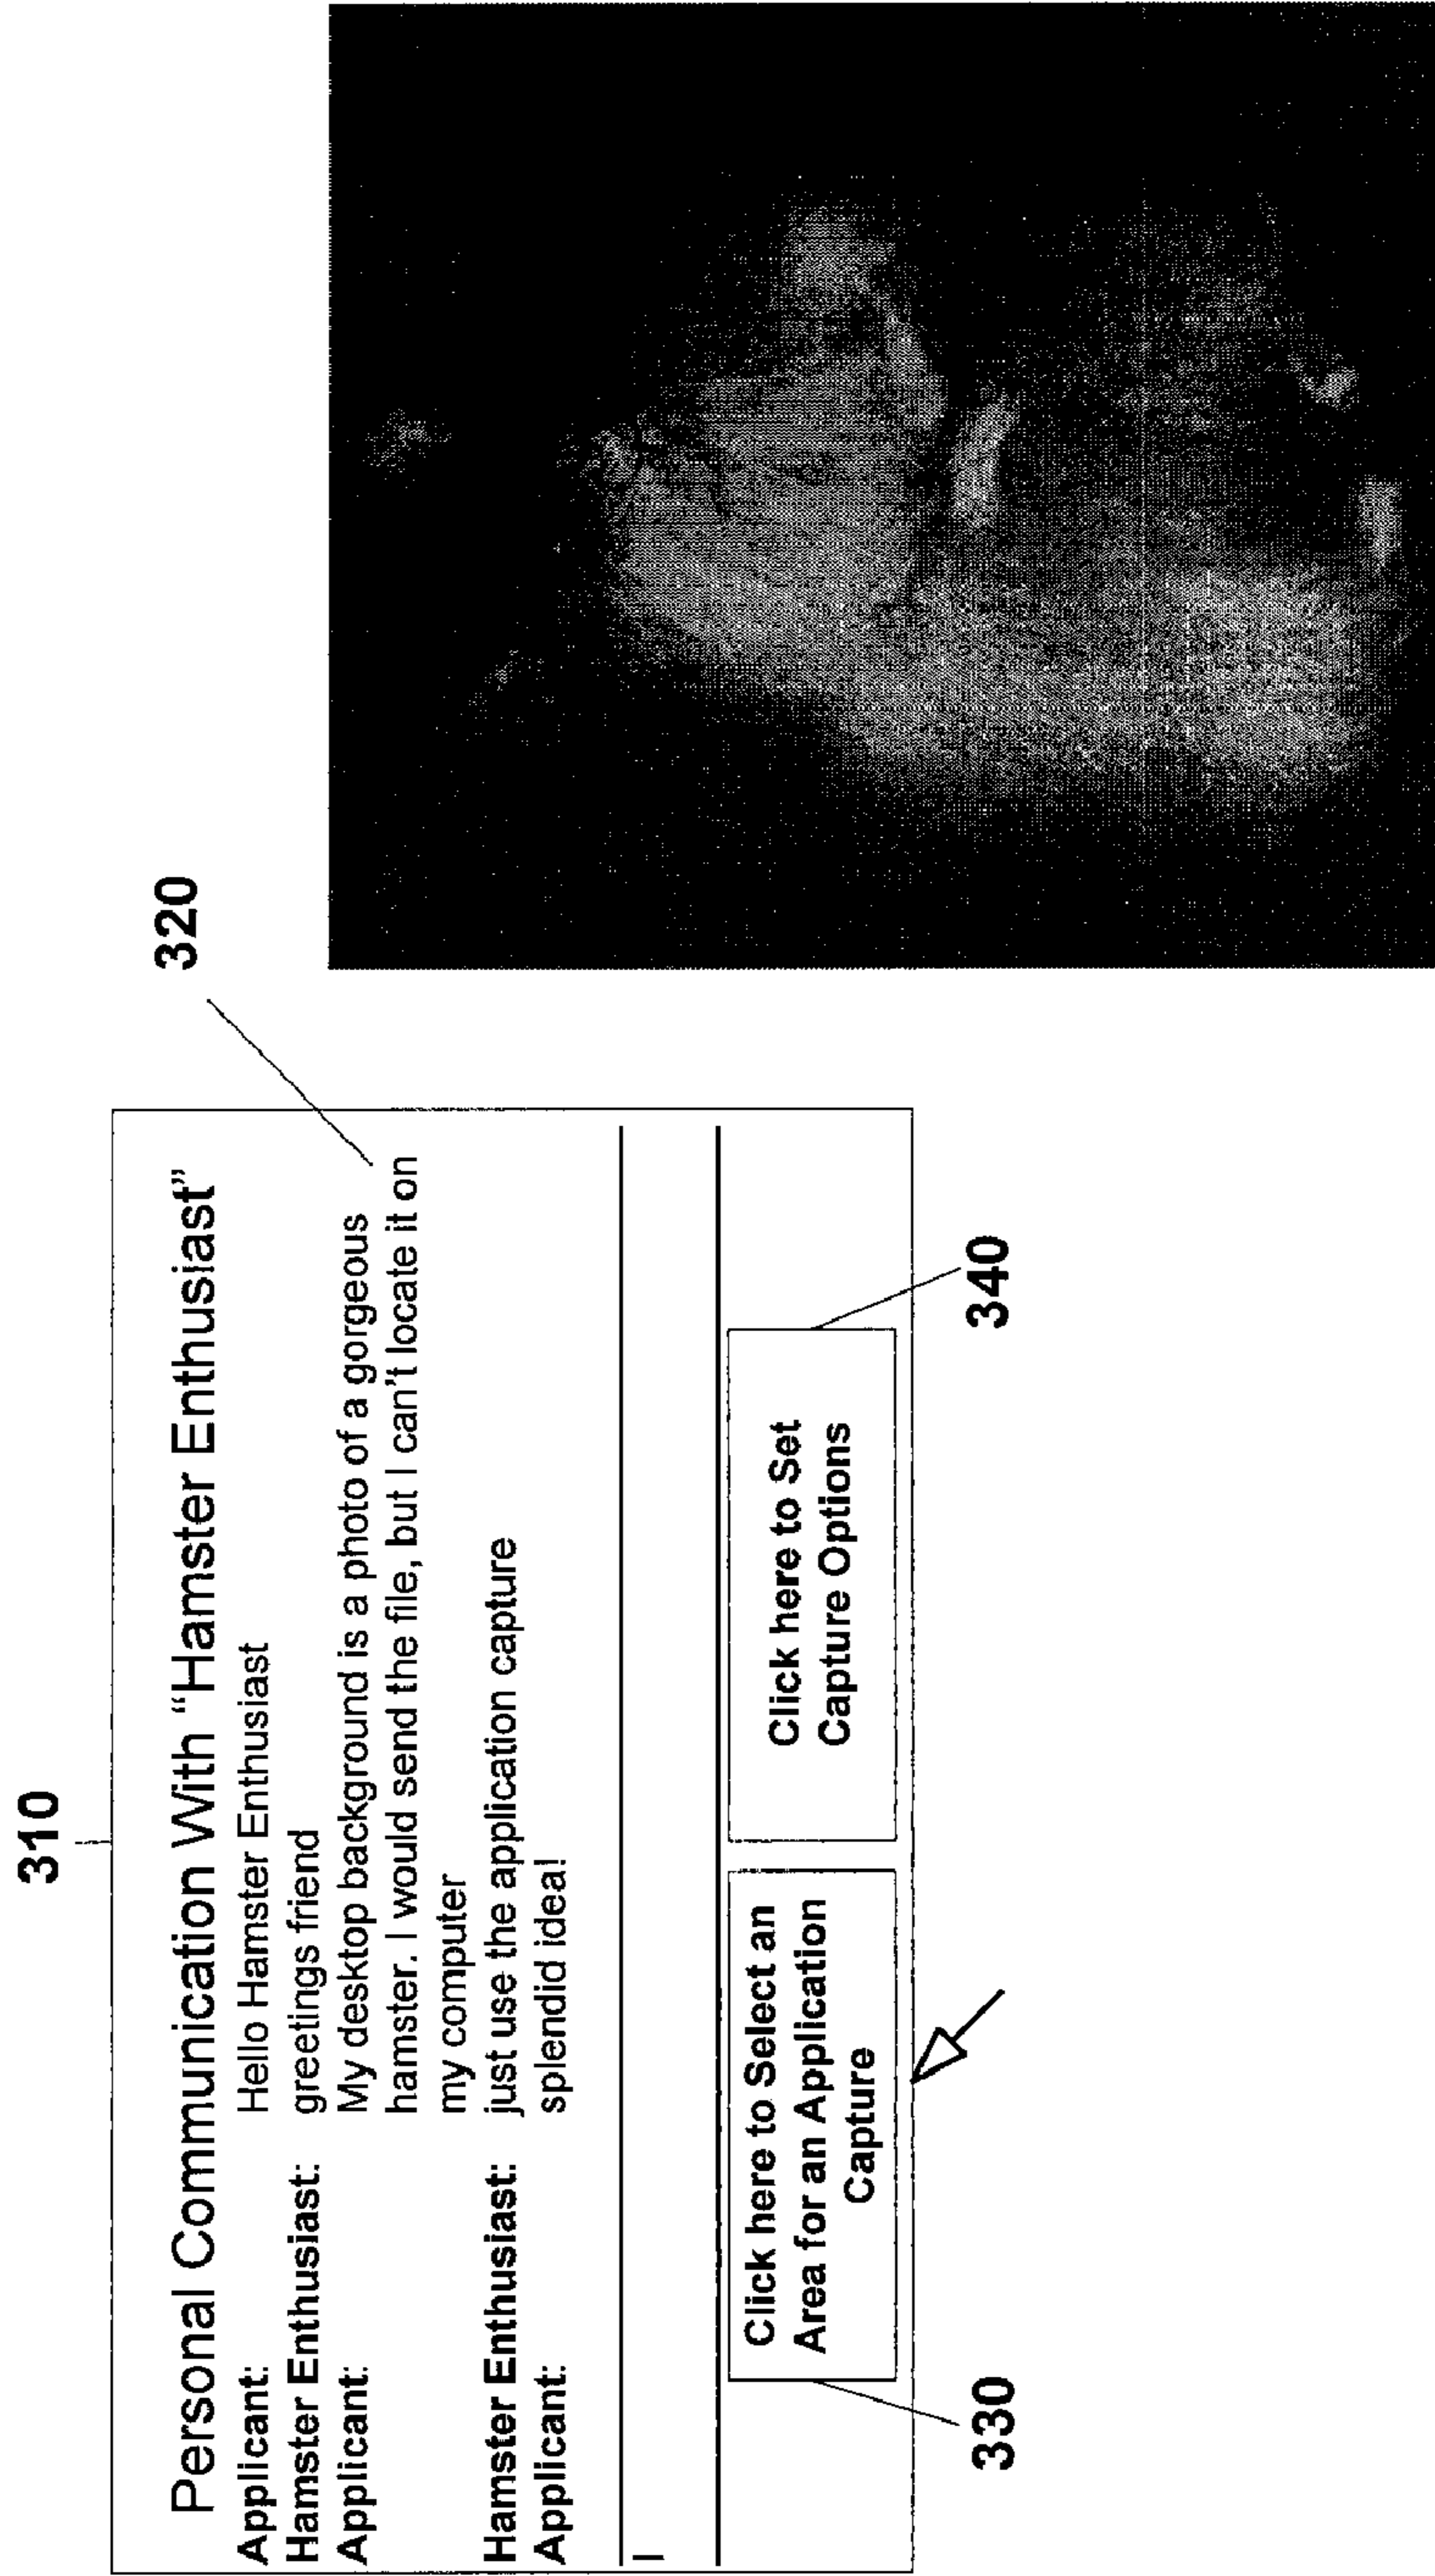 310
Personal Communication With “Hamster Enthusiast”
Applicant: Hello Hamster Enthusiast
Hamster Enthusiast: greetings friend
Applicant: My desktop background is a photo of a gorgeous
hamster. I would send the file, but I can't locate it on
my computer
Hamster Enthusiast: just use the application capture
Applicant: splendid idea!
320
Click here to Select an
Area for an Application
Capture
Click here to Set
Capture Options
330
340